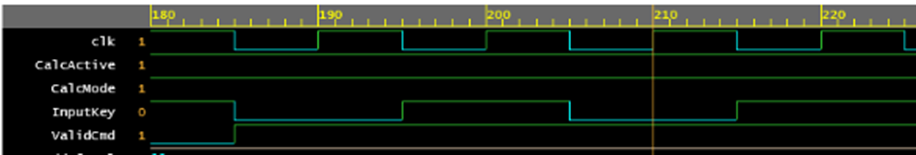 180 190 200 210 220
clk 1
CalcActive 1
CalcMode 1
InputKey 0
ValidCmd 1